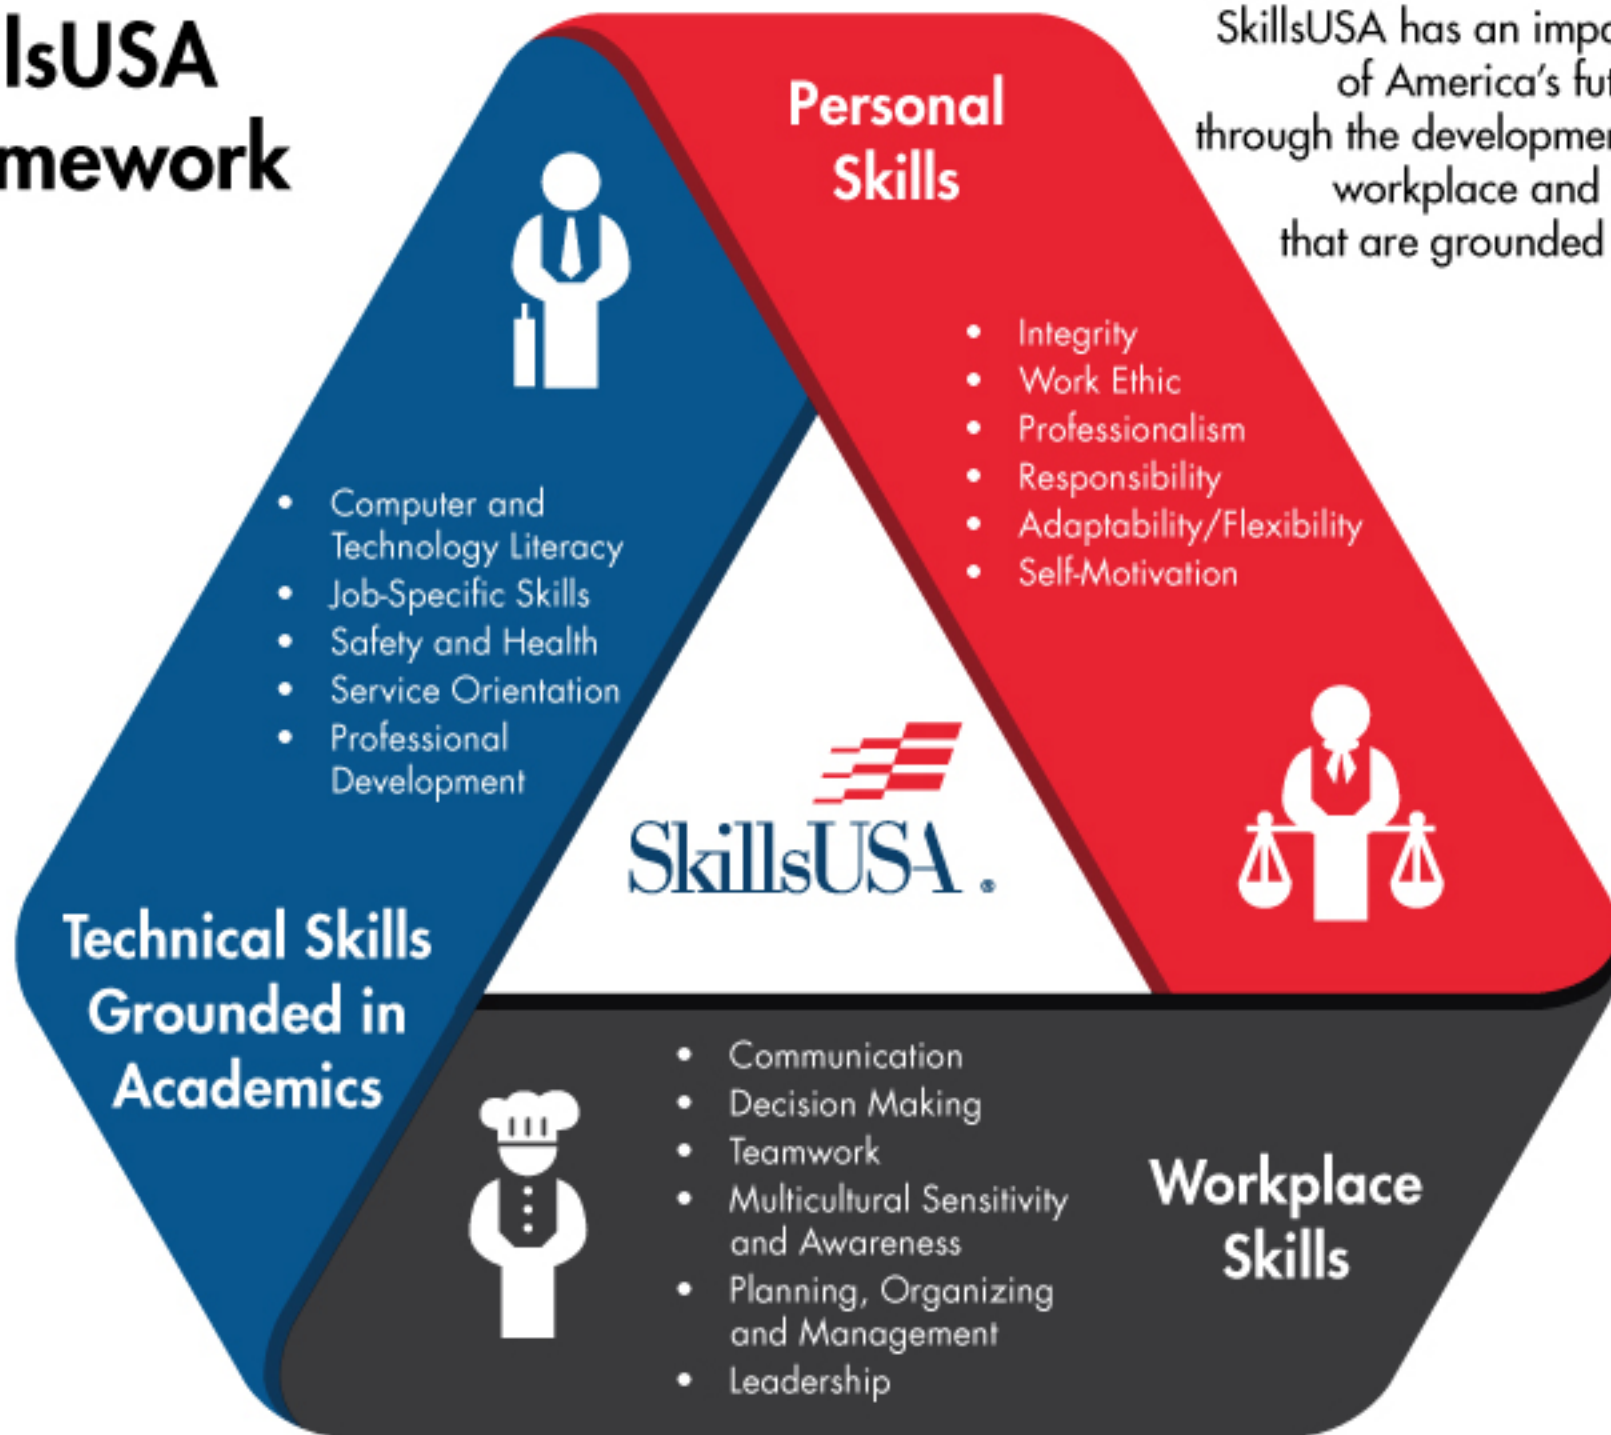 llsUSA
mework
SkillsUSA has an impa
of America's fut
through the developmen
workplace and
that are grounded
Personal
Skills
• Integrity
• Work Ethic
• Professionalism
• Responsibility
• Adaptability/Flexibility
• Self-Motivation
• Computer and
Technology Literacy
• Job-Specific Skills
• Safety and Health
• Service Orientation
• Professional
Development
Technical Skills
Grounded in
Academics
SkillsUSA®
• Communication
• Decision Making
• Teamwork
• Multicultural Sensitivity
and Awareness
• Planning, Organizing
and Management
• Leadership
Workplace
Skills